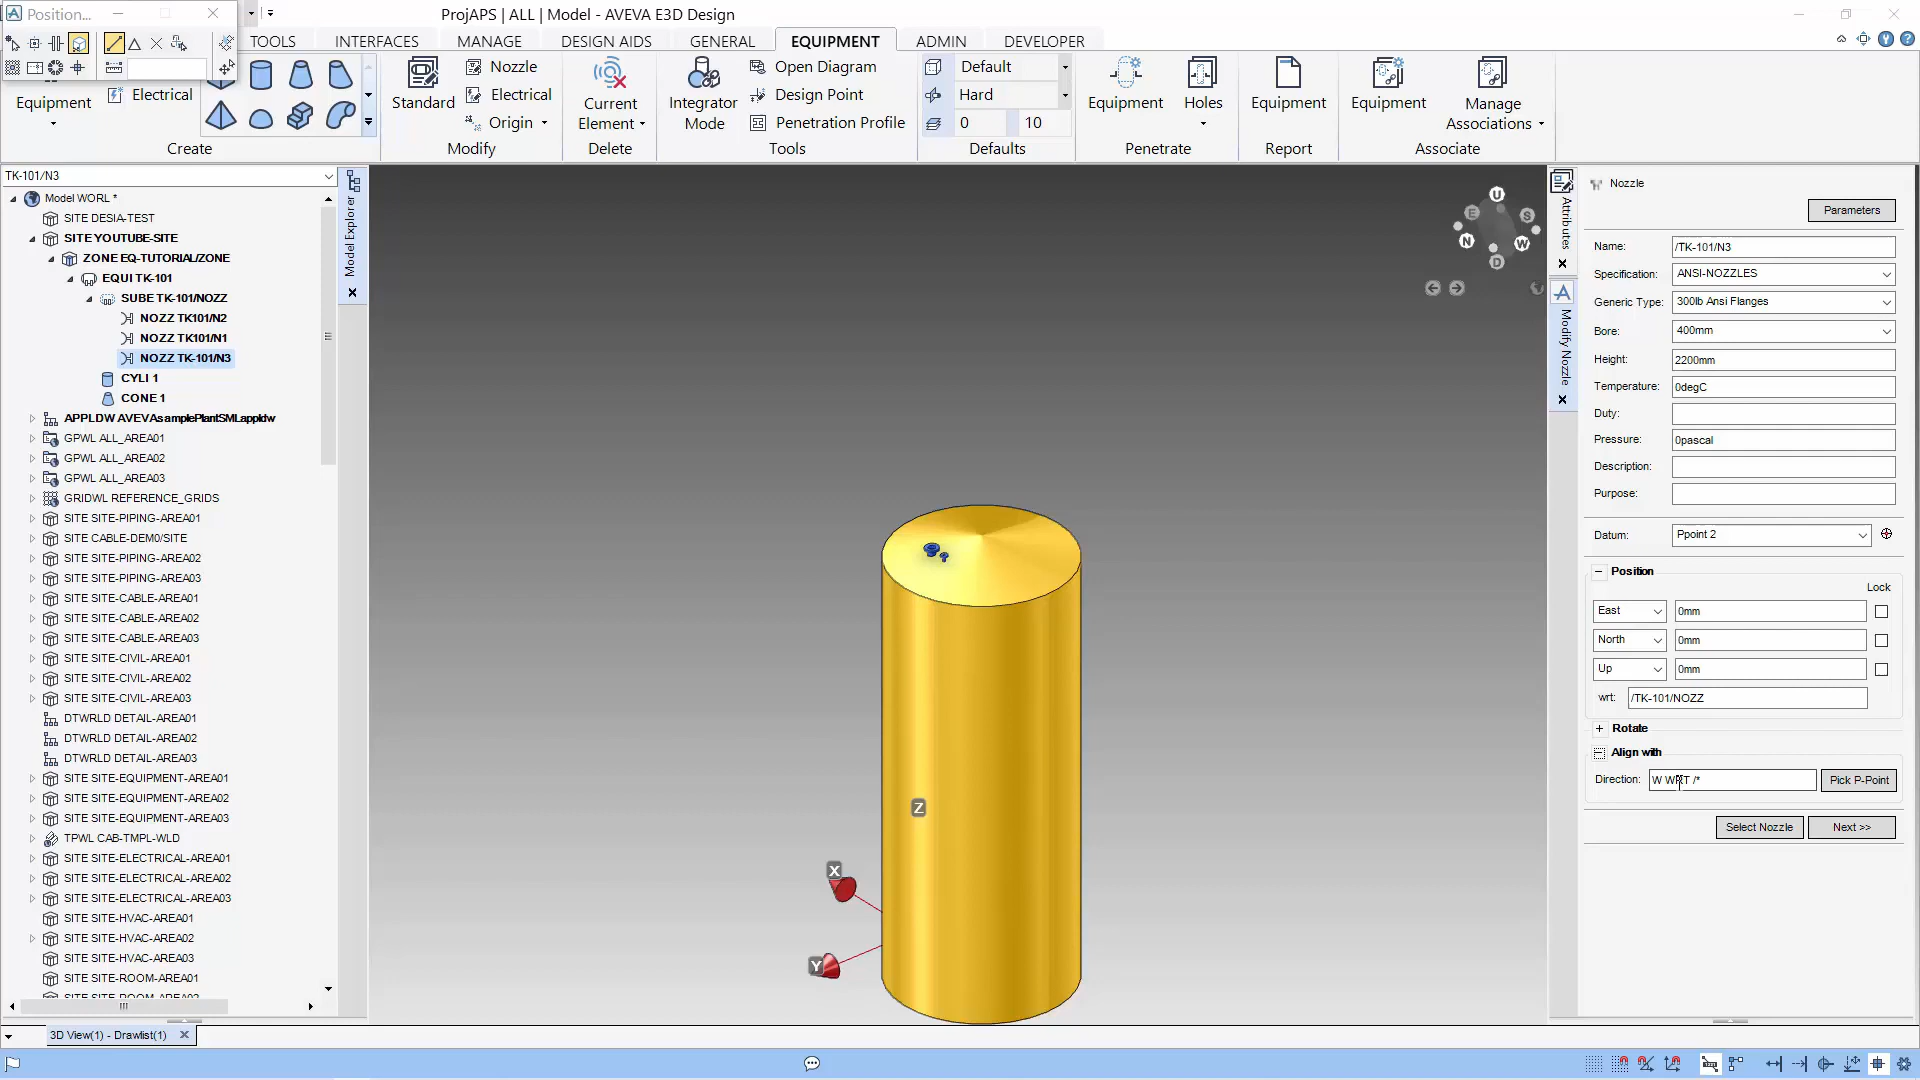 Position...
ProjAPS | ALL | Model - AVEVA E3D Design
TOOLS
INTERFACES
MANAGE
DESIGN AIDS
GENERAL
EQUIPMENT
ADMIN
DEVELOPER
Equipment
Electrical
Create
Standard
Nozzle
Electrical
Origin
Modify
Current
Element
Delete
Integrator
Mode
Open Diagram
Design Point
Penetration Profile
Tools
Default
Hard
0
10
Defaults
Equipment
Holes
Penetrate
Equipment
Report
Equipment
Manage
Associations
Associate
TK-101/N3
Model WORL *
SITE DESIA-TEST
SITE YOUTUBE-SITE
ZONE EQ-TUTORIAL/ZONE
EQUI TK-101
SUBE TK-101/NOZZ
NOZZ TK101/N2
NOZZ TK101/N1
NOZZ TK-101/N3
CYLI 1
CONE 1
APPLDW AVEVAsamplePlantSMLappldw
GPWL ALL_AREA01
GPWL ALL_AREA02
GPWL ALL_AREA03
GRIDWL REFERENCE_GRIDS
SITE SITE-PIPING-AREA01
SITE CABLE-DEM0/SITE
SITE SITE-PIPING-AREA02
SITE SITE-PIPING-AREA03
SITE SITE-CABLE-AREA01
SITE SITE-CABLE-AREA02
SITE SITE-CABLE-AREA03
SITE SITE-CIVIL-AREA01
SITE SITE-CIVIL-AREA02
SITE SITE-CIVIL-AREA03
DTWRLD DETAIL-AREA01
DTWRLD DETAIL-AREA02
DTWRLD DETAIL-AREA03
SITE SITE-EQUIPMENT-AREA01
SITE SITE-EQUIPMENT-AREA02
SITE SITE-EQUIPMENT-AREA03
TPWL CAB-TMPL-WLD
SITE SITE-ELECTRICAL-AREA01
SITE SITE-ELECTRICAL-AREA02
SITE SITE-ELECTRICAL-AREA03
SITE SITE-HVAC-AREA01
SITE SITE-HVAC-AREA02
SITE SITE-HVAC-AREA03
SITE SITE-ROOM-AREA01
SITE SITE-ROOM-AREA02
Model Explorer
U
E
S
N
W
D
Z
X
Y
Attributes
Modify Nozzle
Nozzle
Parameters
Name: /TK-101/N3
Specification: ANSI-NOZZLES
Generic Type: 300lb Ansi Flanges
Bore: 400mm
Height: 2200mm
Temperature: 0degC
Duty:
Pressure: 0pascal
Description:
Purpose:
Datum: Ppoint 2
Position
Lock
East 0mm
North 0mm
Up 0mm
wrt: /TK-101/NOZZ
Rotate
Align with
Direction: W WRT /* Pick P-Point
Select Nozzle Next >>
3D View(1) - Drawlist(1)